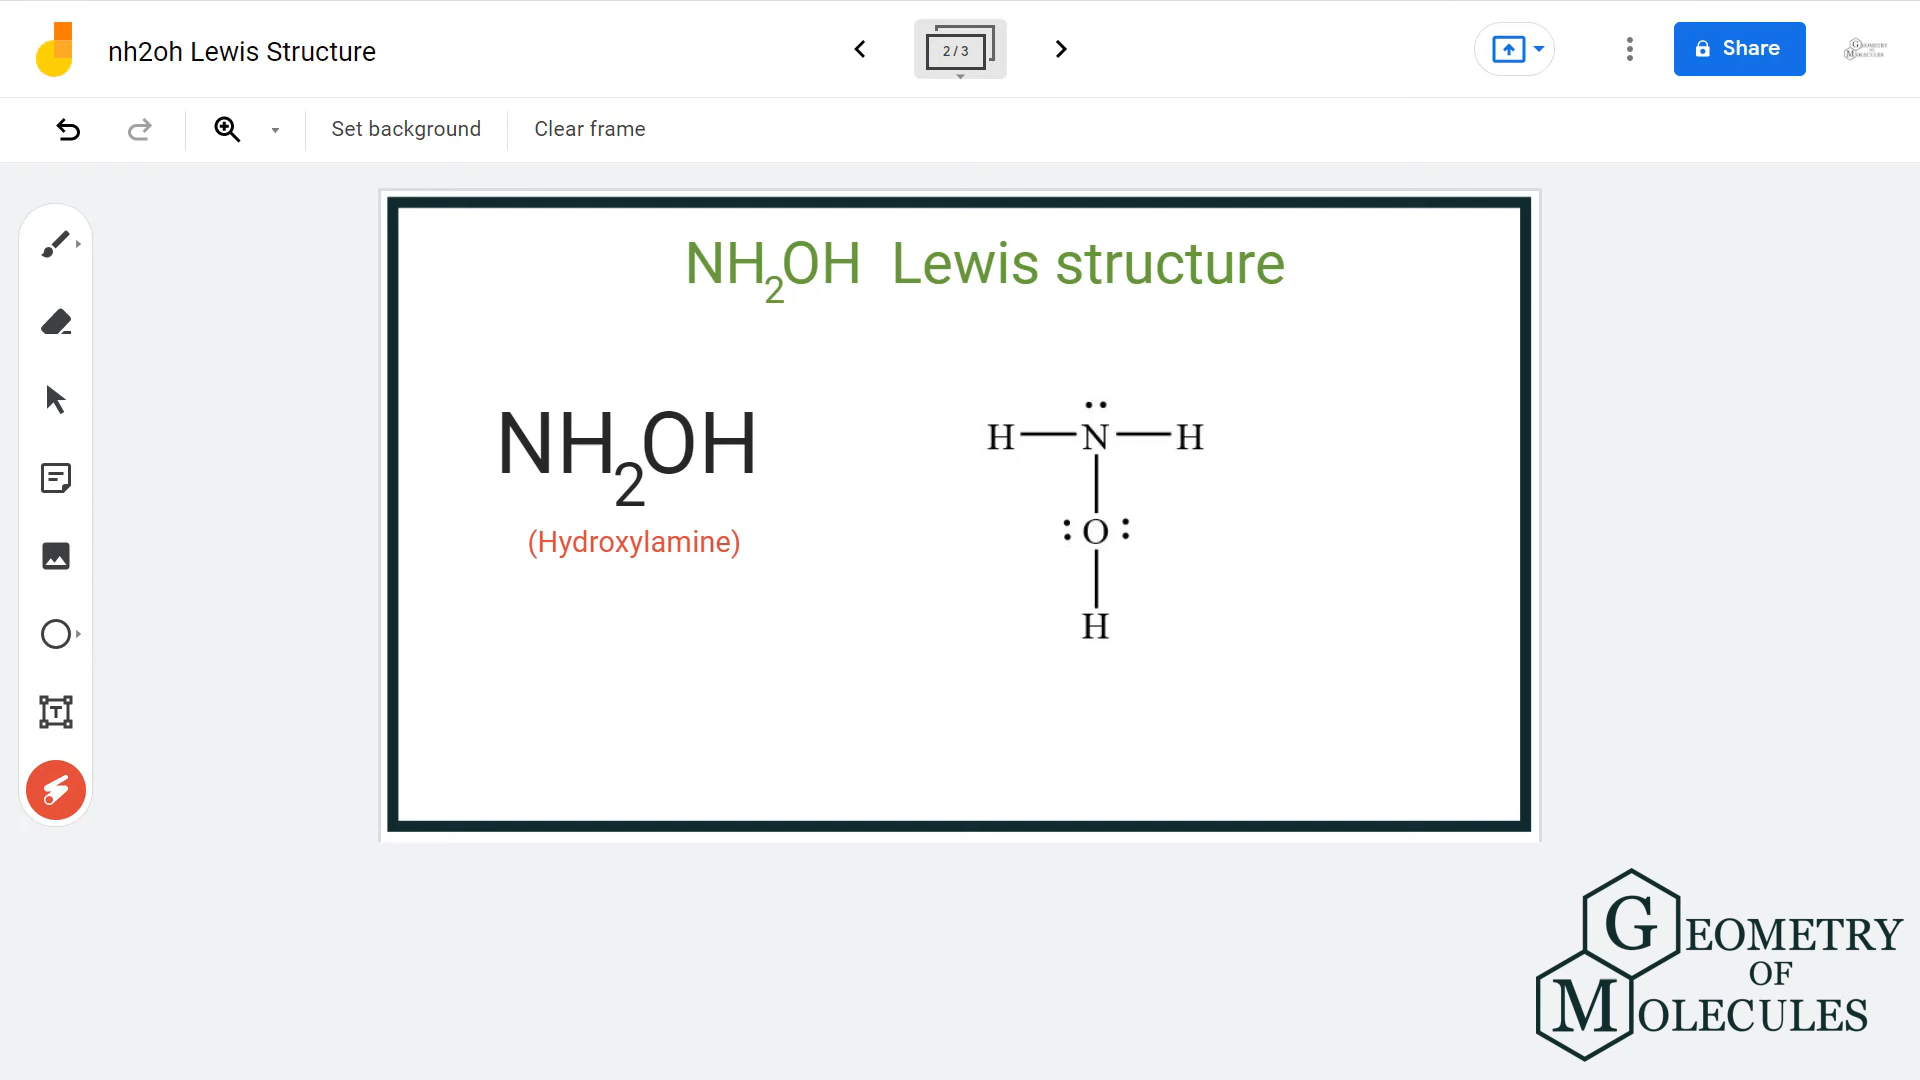 nh2oh Lewis Structure
2 / 3
Share
Set background
Clear frame
NH₂OH Lewis structure
NH₂OH
(Hydroxylamine)
H — N — H
: O :
H
T
GEOMETRY
OF
MOLECULES